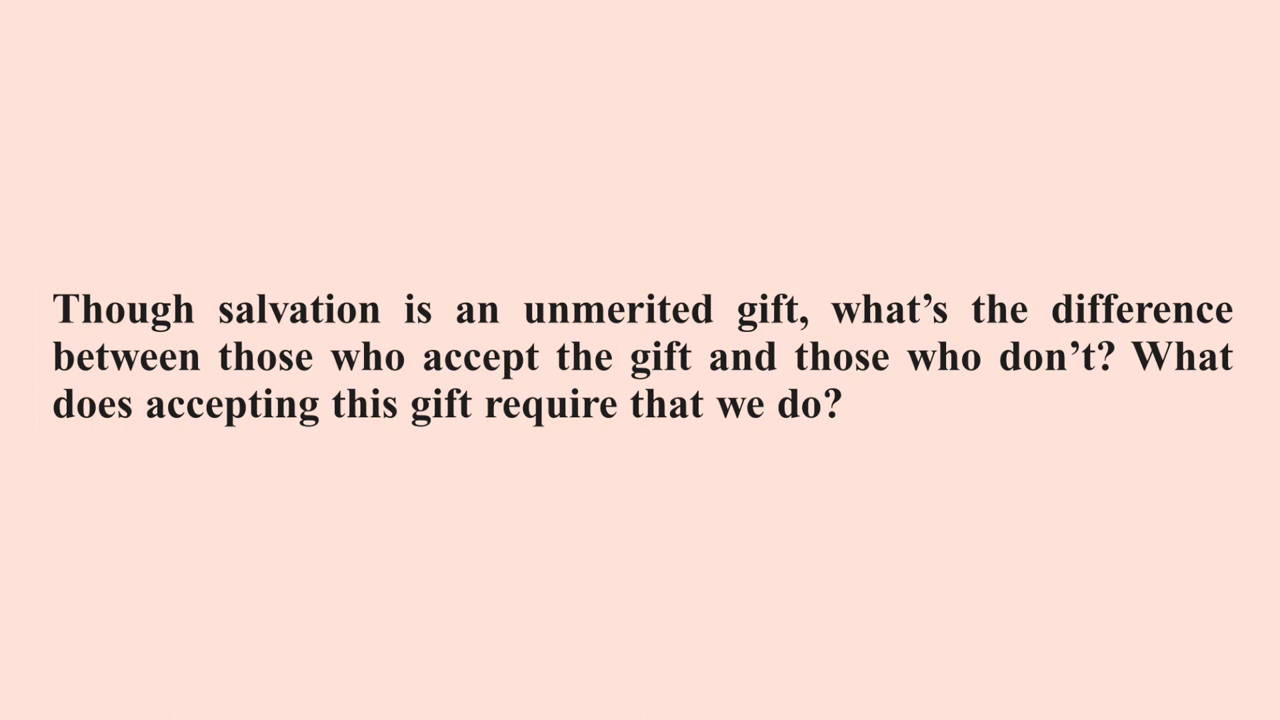 Though salvation is an unmerited gift, what’s the difference
between those who accept the gift and those who don’t? What
does accepting this gift require that we do?